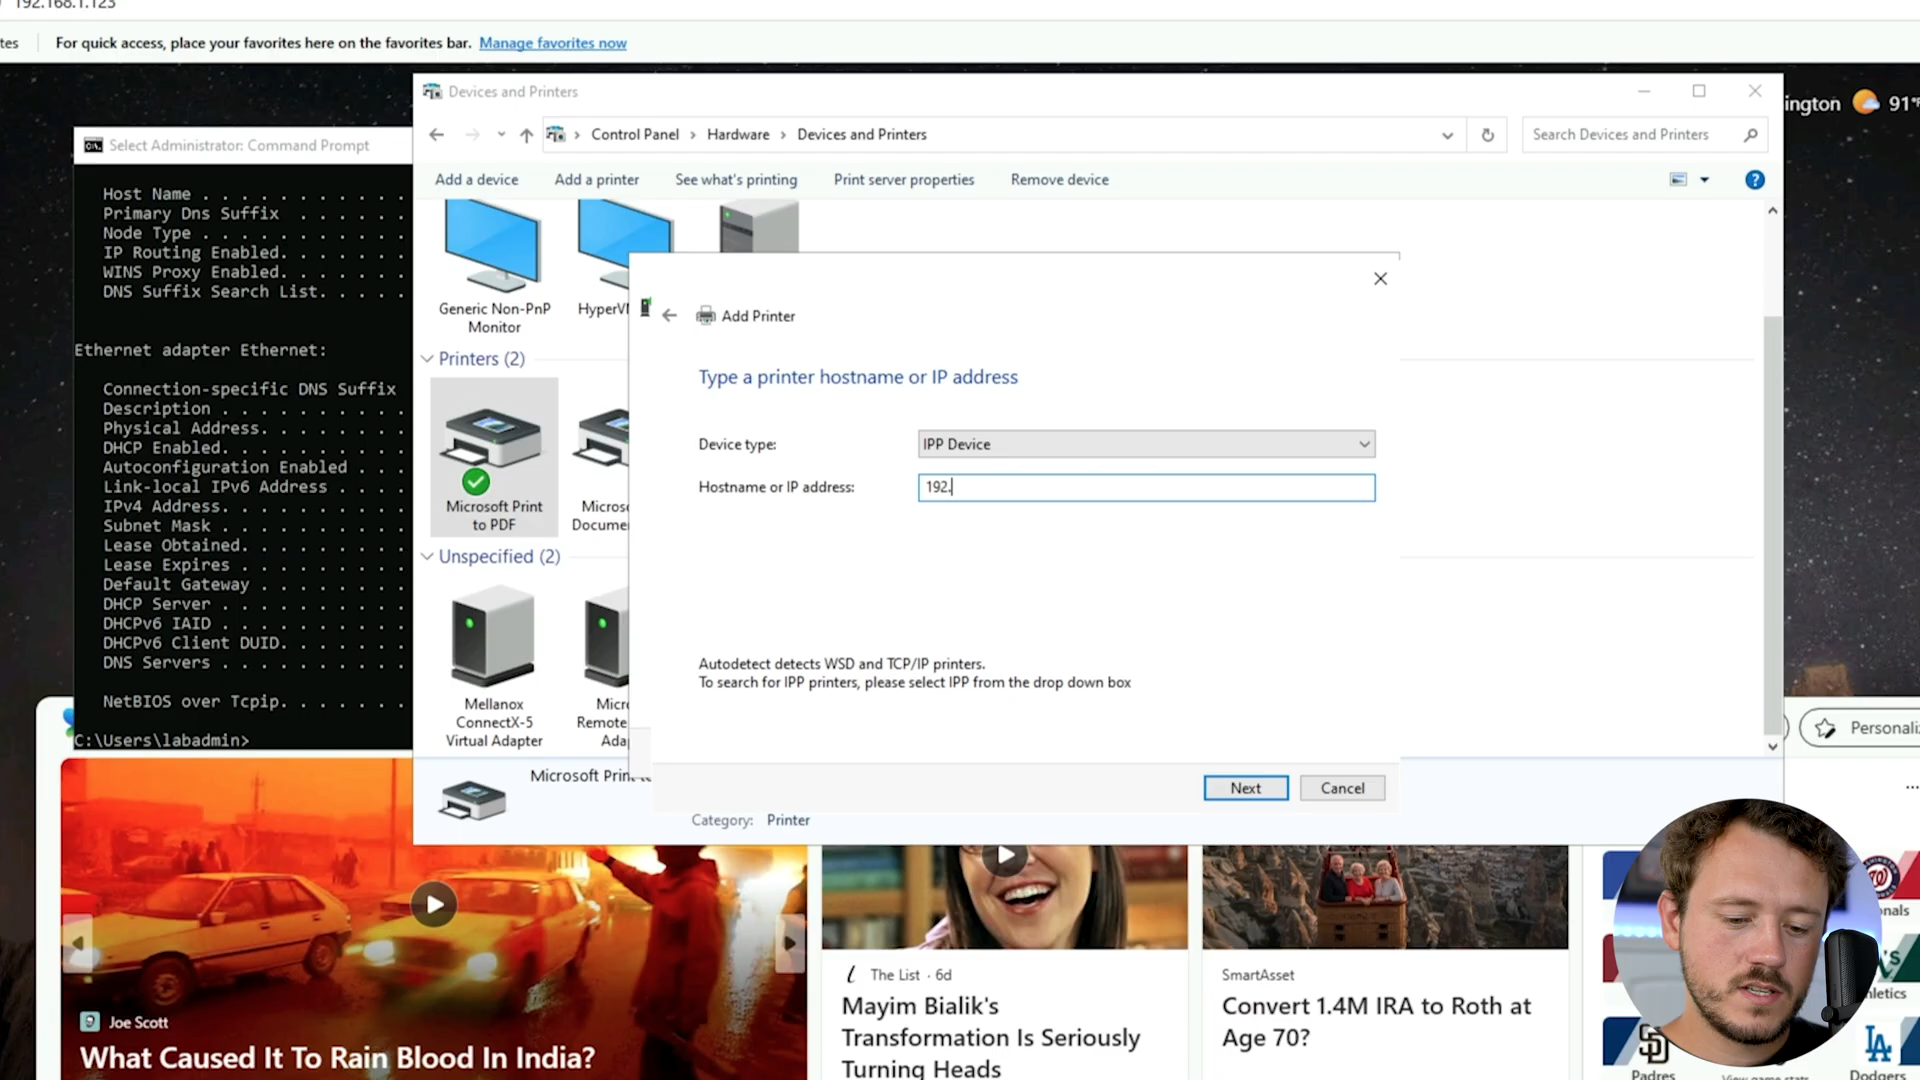 192.168.1.123
For quick access, place your favorites here on the favorites bar. Manage favorites now
Devices and Printers
Select Administrator: Command Prompt
Control Panel > Hardware > Devices and Printers
Search Devices and Printers
91°F
Add a device
Add a printer
See what's printing
Print server properties
Remove device
Host Name . . . . . . . . . . .
Primary Dns Suffix . . . . . .
Node Type . . . . . . . . . . .
IP Routing Enabled. . . . . . .
WINS Proxy Enabled. . . . . . .
DNS Suffix Search List. . . . .
Ethernet adapter Ethernet:
Connection-specific DNS Suffix
Description . . . . . . . . . .
Physical Address. . . . . . . .
DHCP Enabled. . . . . . . . . .
Autoconfiguration Enabled . . .
Link-local IPv6 Address . . . .
IPv4 Address. . . . . . . . . .
Subnet Mask . . . . . . . . . .
Lease Obtained. . . . . . . . .
Lease Expires . . . . . . . . .
Default Gateway . . . . . . . .
DHCP Server . . . . . . . . . .
DHCPv6 IAID . . . . . . . . . .
DHCPv6 Client DUID. . . . . . .
DNS Servers . . . . . . . . . .
NetBIOS over Tcpip. . . . . . .
C:\Users\labadmin>
Generic Non-PnP
Monitor
HyperV
Printers (2)
Microsoft Print
to PDF
Unspecified (2)
Mellanox
ConnectX-5
Virtual Adapter
Remote
Microsoft Print
Category: Printer
Add Printer
Type a printer hostname or IP address
Device type:
IPP Device
Hostname or IP address:
192.
Autodetect detects WSD and TCP/IP printers.
To search for IPP printers, please select IPP from the drop down box
Next
Cancel
Joe Scott
What Caused It To Rain Blood In India?
The List · 6d
Mayim Bialik's
Transformation Is Seriously
Turning Heads
SmartAsset
Convert 1.4M IRA to Roth at
Age 70?
Padres
View game stats
Dodgers